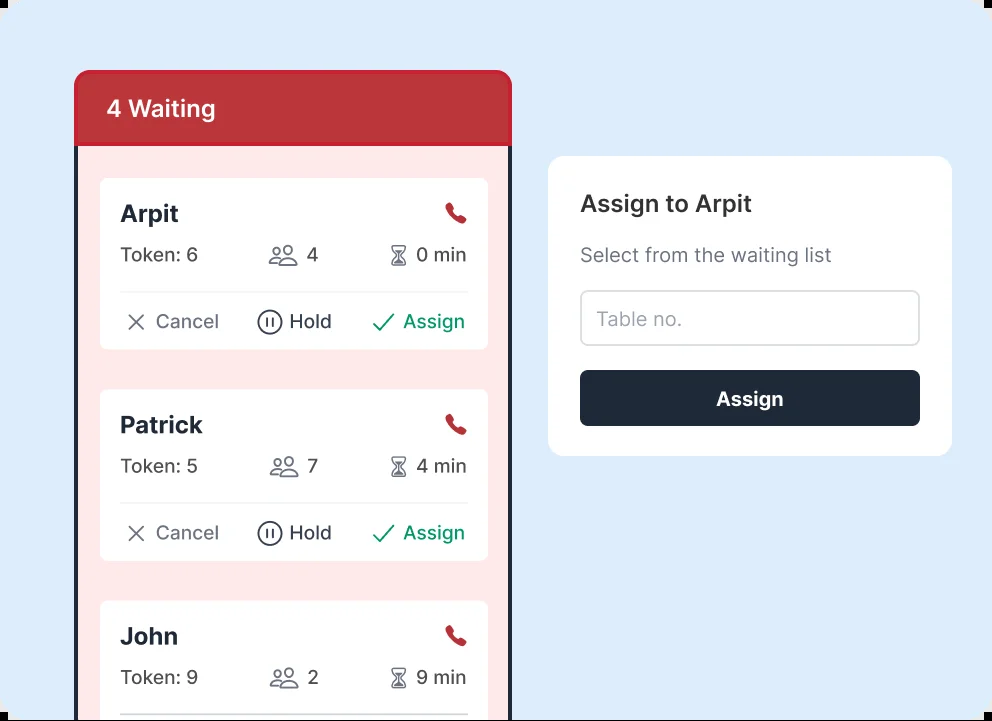 4 Waiting
Arpit
Token: 6 4 0 min
Cancel Hold Assign
Patrick
Token: 5 7 4 min
Cancel Hold Assign
John
Token: 9 2 9 min
Assign to Arpit
Select from the waiting list
Table no.
Assign